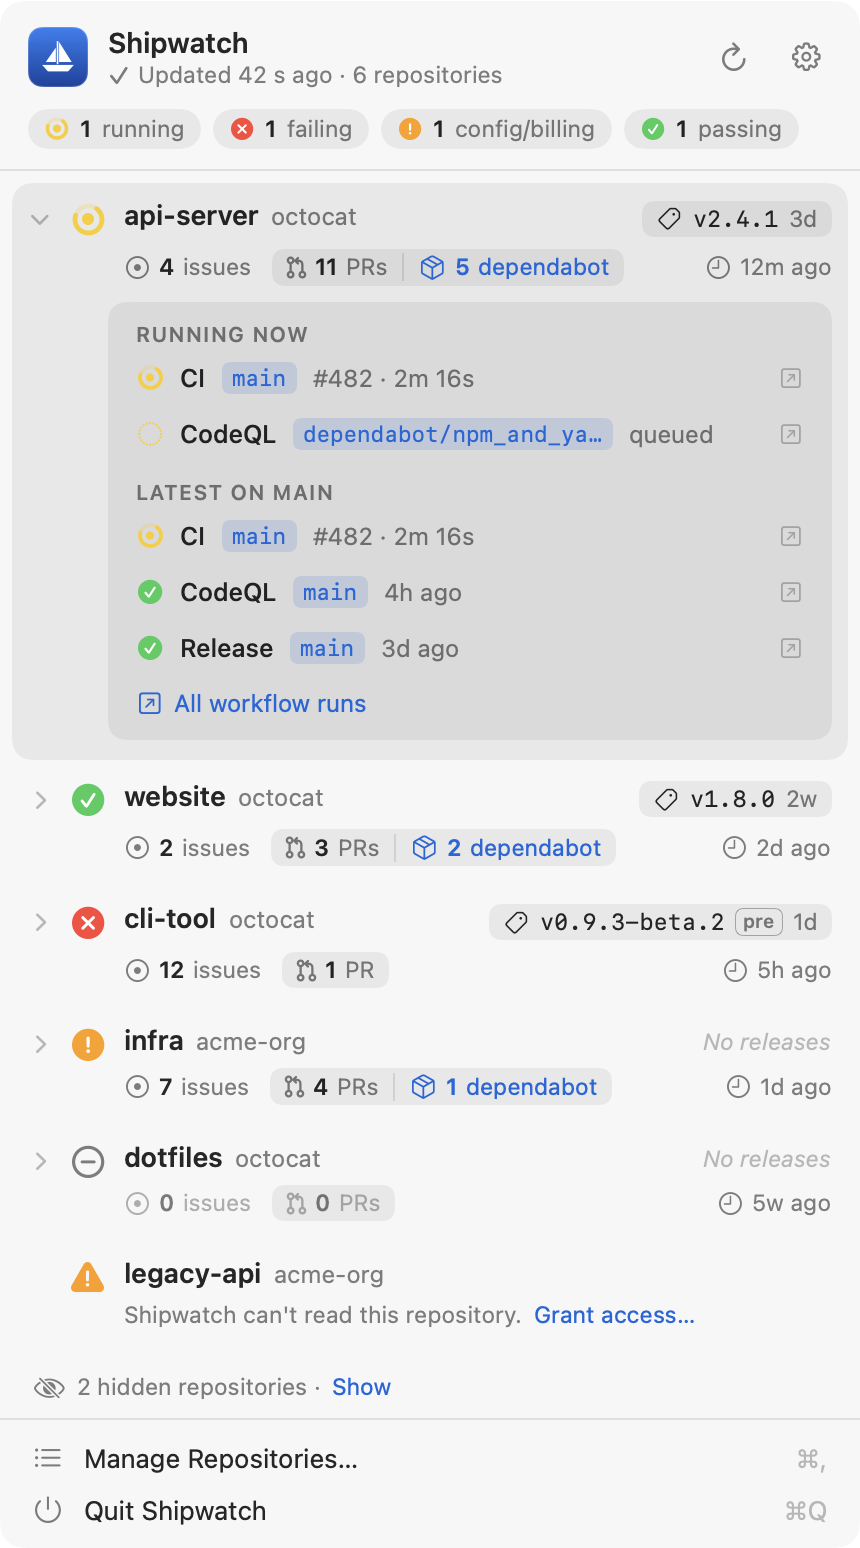 Shipwatch
Updated 42 s ago · 6 repositories
1 running 1 failing 1 config/billing 1 passing
api-server octocat v2.4.1 3d
4 issues 11 PRs 5 dependabot 12m ago
RUNNING NOW
CI main #482 · 2m 16s
CodeQL dependabot/npm_and_ya… queued
LATEST ON MAIN
CI main #482 · 2m 16s
CodeQL main 4h ago
Release main 3d ago
All workflow runs
website octocat v1.8.0 2w
2 issues 3 PRs 2 dependabot 2d ago
cli-tool octocat v0.9.3-beta.2 pre 1d
12 issues 1 PR 5h ago
infra acme-org No releases
7 issues 4 PRs 1 dependabot 1d ago
dotfiles octocat No releases
0 issues 0 PRs 5w ago
legacy-api acme-org
Shipwatch can't read this repository. Grant access…
2 hidden repositories · Show
Manage Repositories… ⌘,
Quit Shipwatch ⌘Q